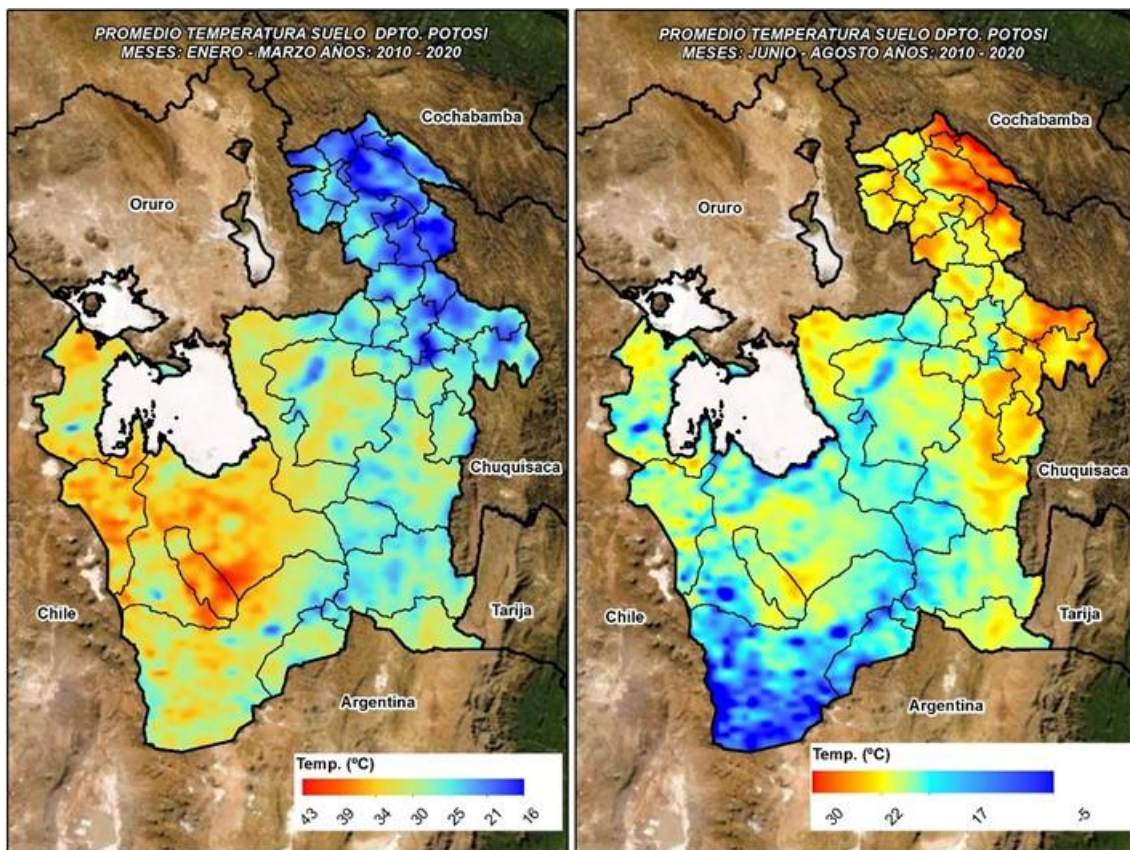 PROMEDIO TEMPERATURA SUELO DPTO. POTOSI
MESES: ENERO - MARZO AÑOS; 2010 - 2020
Cochabamba
Oruro
Chuquisaca
Chile
Tarija
Argentina
Temp. (ºC)
43 39 34 30 25 21 16
PROMEDIO TEMPERATURA SUELO DPTO. POTOSI
MESES; JUNIO - AGOSTO AÑOS; 2010 - 2020
Cochabamba
Oruro
Chuquisaca
Chile
Tarija
Argentina
Temp. (ºC)
30 22 17 -5